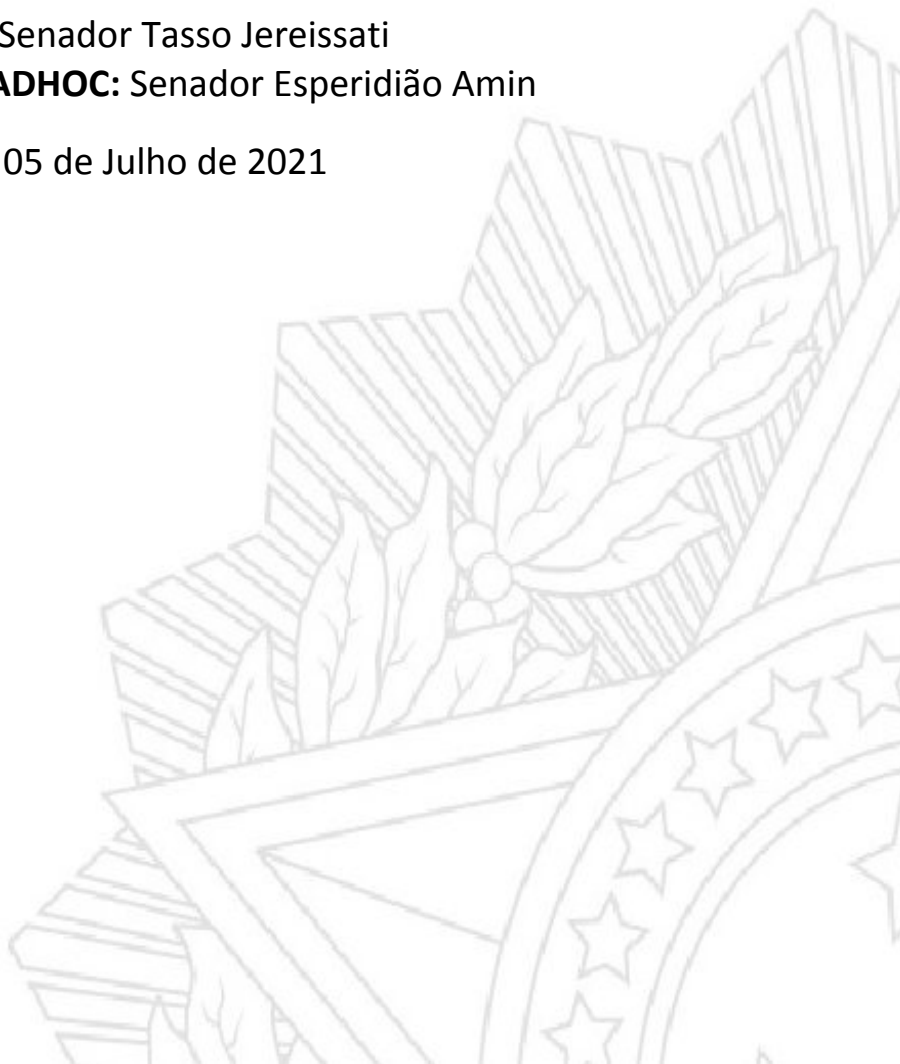 Senador Tasso Jereissati
ADHOC: Senador Esperidião Amin
05 de Julho de 2021